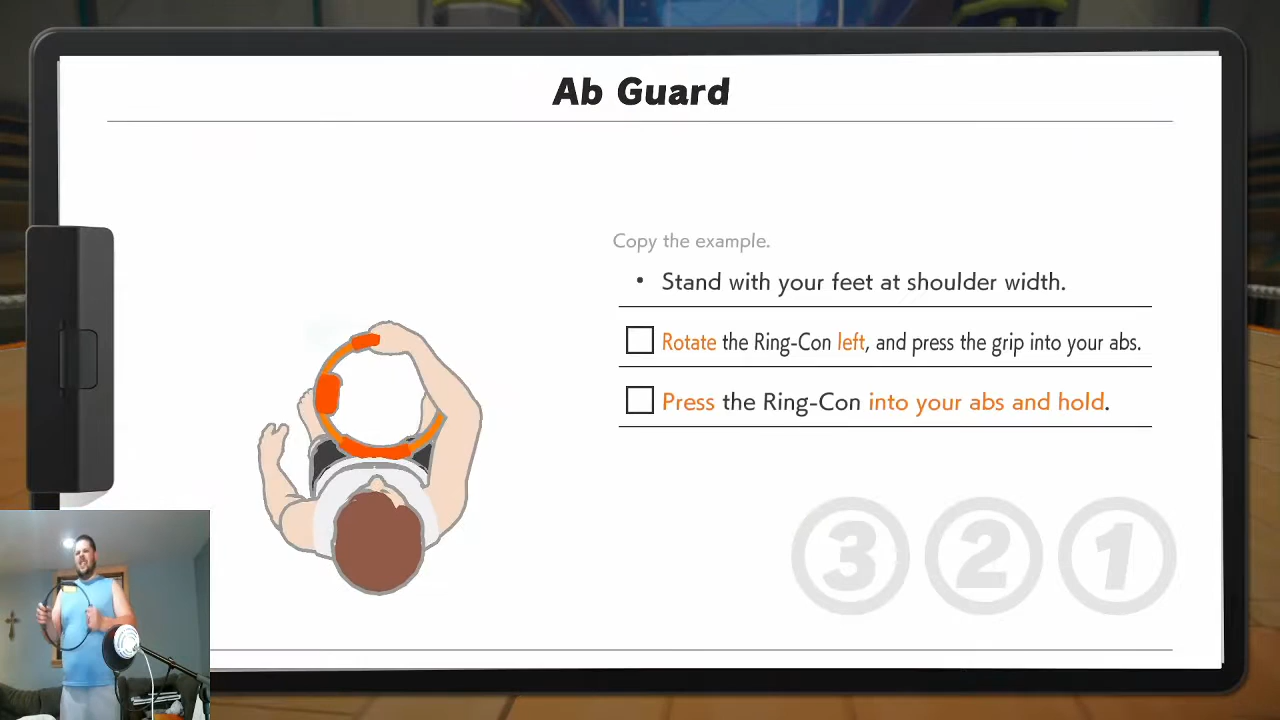 Ab Guard
Copy the example.
• Stand with your feet at shoulder width.
Rotate the Ring-Con left, and press the grip into your abs.
Press the Ring-Con into your abs and hold.
3 2 1